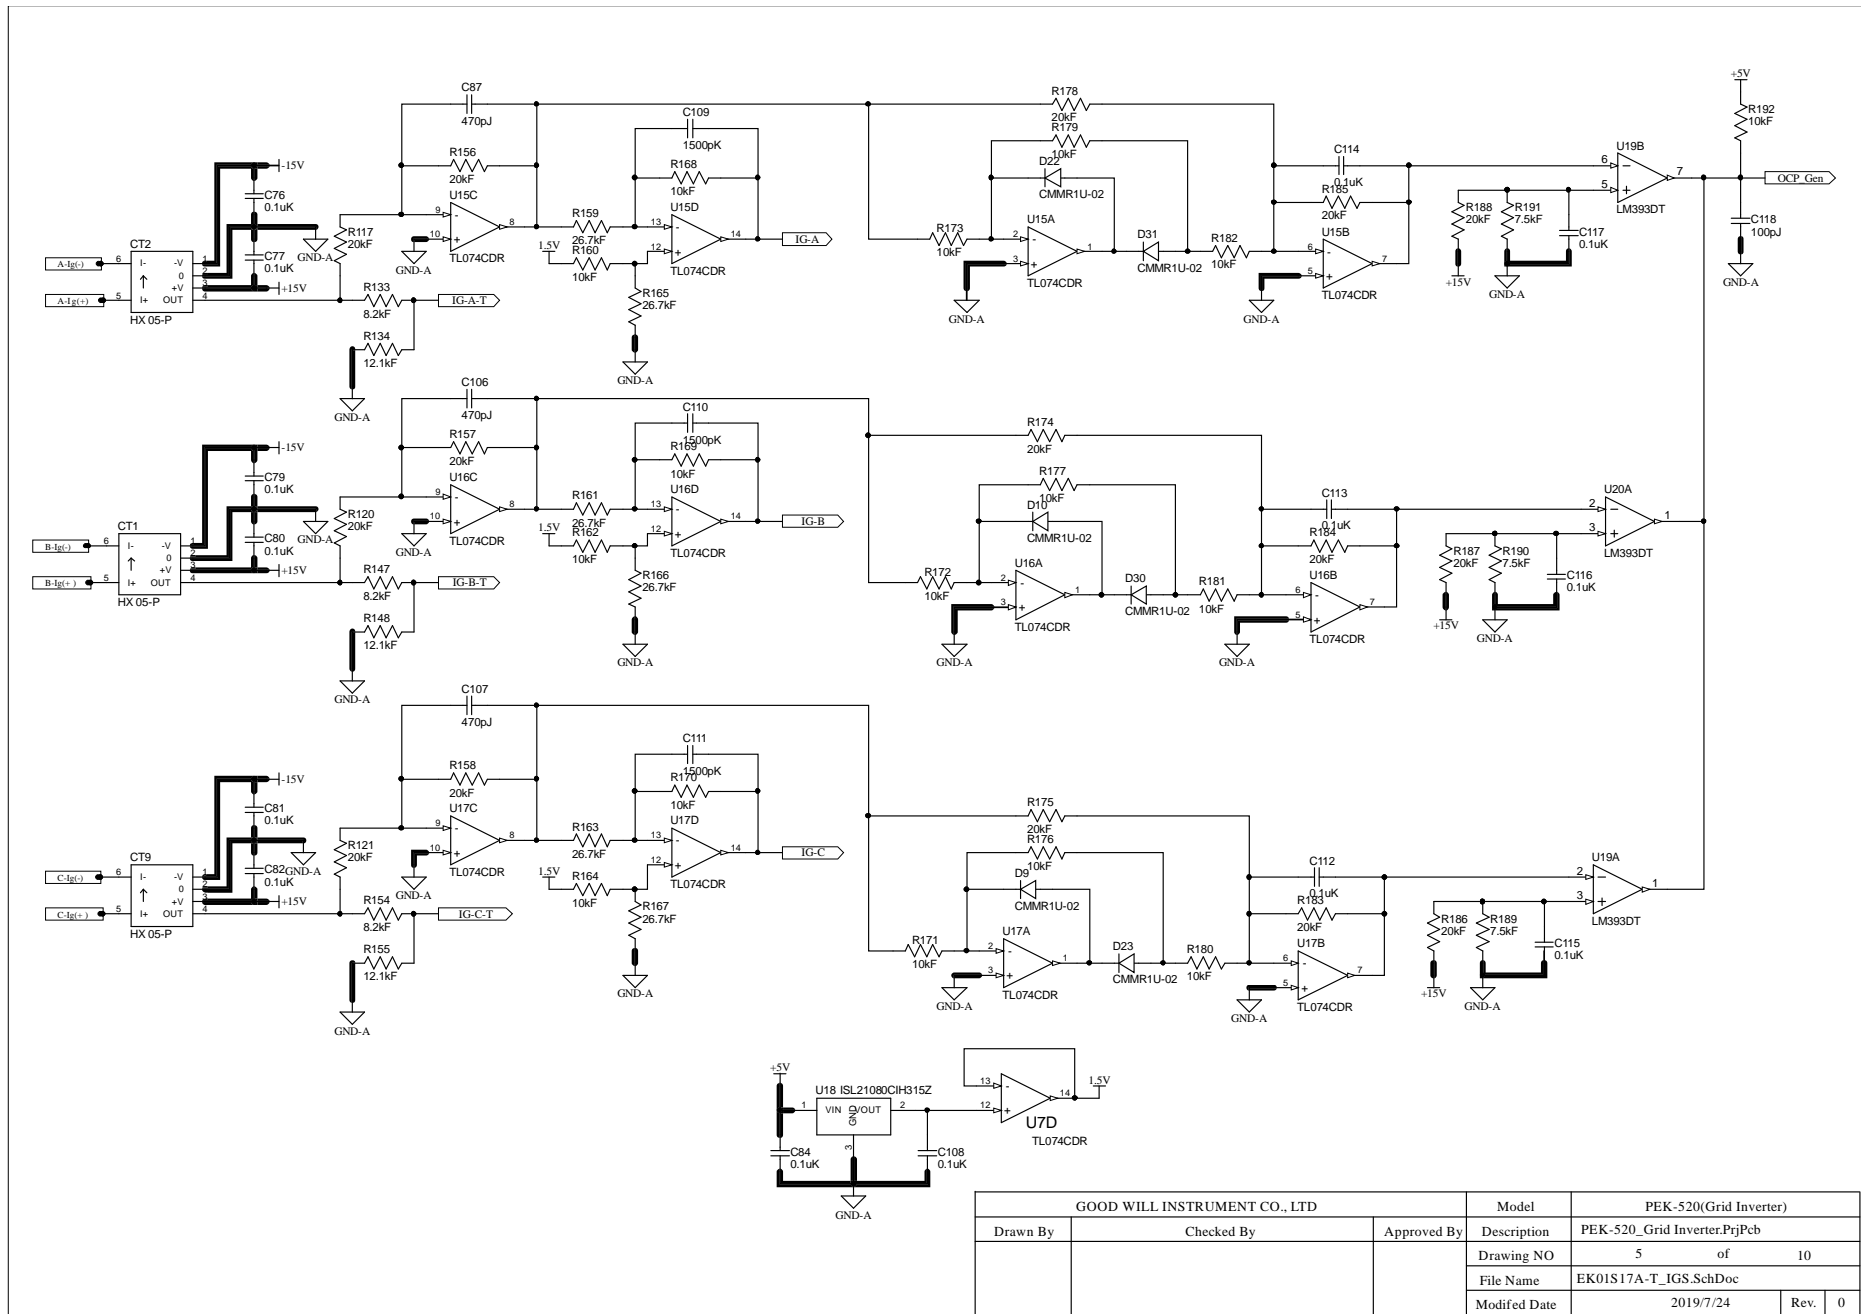 C87
470pJ
R156
20kF
U15C
9
8
10
TL074CDR
GND-A
-15V
C76
0.1uK
GND-A
C77
0.1uK
+15V
R117
20kF
CT2
A-Ig(-)
6
I-
-V
1
0
2
+V
3
A-Ig(+)
5
I+
OUT
4
HX 05-P
R133
8.2kF
IG-A-T
R134
12.1kF
GND-A
C109
1500pK
R168
10kF
U15D
R159
26.7kF
13
14
12
TL074CDR
1.5V
R160
10kF
R165
26.7kF
GND-A
IG-A
R178
20kF
R179
10kF
D22
CMMR1U-02
U15A
R173
10kF
2
1
3
TL074CDR
GND-A
D31
CMMR1U-02
R182
10kF
C114
0.1uK
R185
20kF
U15B
6
7
5
TL074CDR
GND-A
U19B
6
7
5
LM393DT
R188
20kF
+15V
R191
7.5kF
C117
0.1uK
GND-A
+5V
R192
10kF
OCP_Gen
C118
100pJ
GND-A
C106
470pJ
R157
20kF
U16C
9
8
10
TL074CDR
GND-A
-15V
C79
0.1uK
GND-A
C80
0.1uK
+15V
R120
20kF
CT1
B-Ig(-)
6
I-
-V
1
0
2
+V
3
B-Ig(+)
5
I+
OUT
4
HX 05-P
R147
8.2kF
IG-B-T
R148
12.1kF
GND-A
C110
1500pK
R169
10kF
U16D
R161
26.7kF
13
14
12
TL074CDR
1.5V
R162
10kF
R166
26.7kF
GND-A
IG-B
R174
20kF
R177
10kF
D10
CMMR1U-02
U16A
R172
10kF
2
1
3
TL074CDR
GND-A
D30
CMMR1U-02
R181
10kF
C113
0.1uK
R184
20kF
U16B
6
7
5
TL074CDR
GND-A
U20A
2
1
3
LM393DT
R187
20kF
+15V
R190
7.5kF
C116
0.1uK
GND-A
C107
470pJ
R158
20kF
U17C
9
8
10
TL074CDR
GND-A
-15V
C81
0.1uK
GND-A
C82
0.1uK
+15V
R121
20kF
CT9
C-Ig(-)
6
I-
-V
1
0
2
+V
3
C-Ig(+)
5
I+
OUT
4
HX 05-P
R154
8.2kF
IG-C-T
R155
12.1kF
GND-A
C111
1500pK
R170
10kF
U17D
R163
26.7kF
13
14
12
TL074CDR
1.5V
R164
10kF
R167
26.7kF
GND-A
IG-C
R175
20kF
R176
10kF
D9
CMMR1U-02
U17A
R171
10kF
2
1
3
TL074CDR
GND-A
D23
CMMR1U-02
R180
10kF
C112
0.1uK
R183
20kF
U17B
6
7
5
TL074CDR
GND-A
U19A
2
1
3
LM393DT
R186
20kF
+15V
R189
7.5kF
C115
0.1uK
GND-A
+5V
U18 ISL21080CIH315Z
1
VIN
GND
VOUT
2
3
C84
0.1uK
C108
0.1uK
GND-A
13
14
12
1.5V
U7D
TL074CDR
GOOD WILL INSTRUMENT CO., LTD
Model
PEK-520(Grid Inverter)
Drawn By
Checked By
Approved By
Description
PEK-520_Grid Inverter.PrjPcb
Drawing NO
5 of 10
File Name
EK01S17A-T_IGS.SchDoc
Modifed Date
2019/7/24
Rev.
0